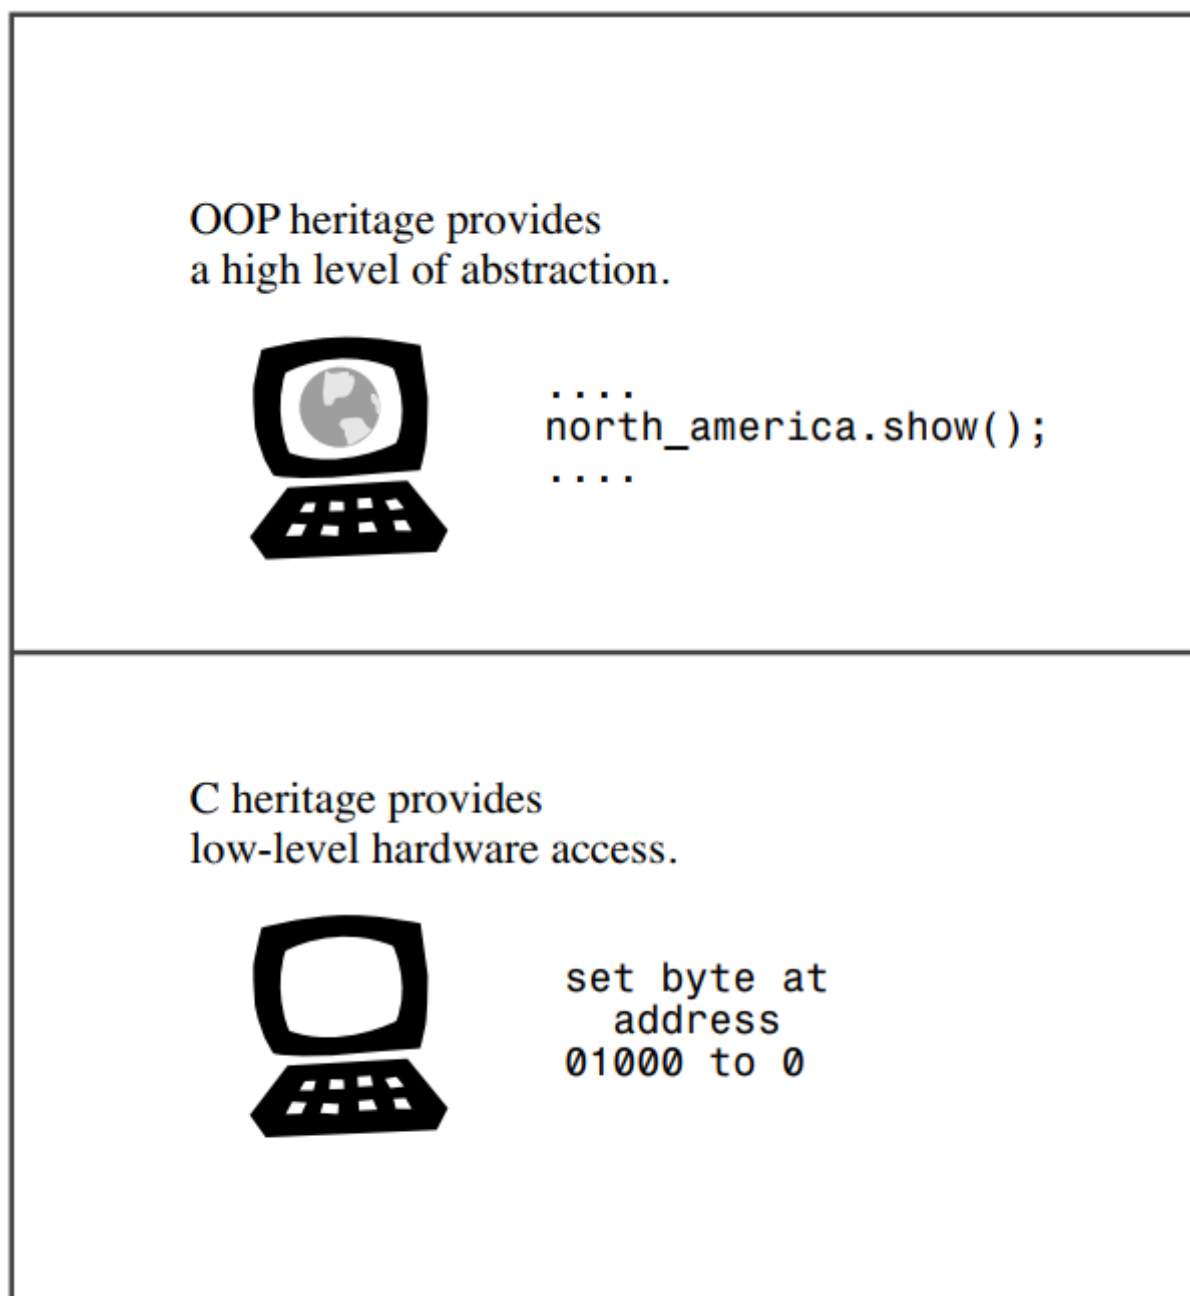 OOP heritage provides
a high level of abstraction.
....
north_america.show();
....
C heritage provides
low-level hardware access.
set byte at
address
01000 to 0